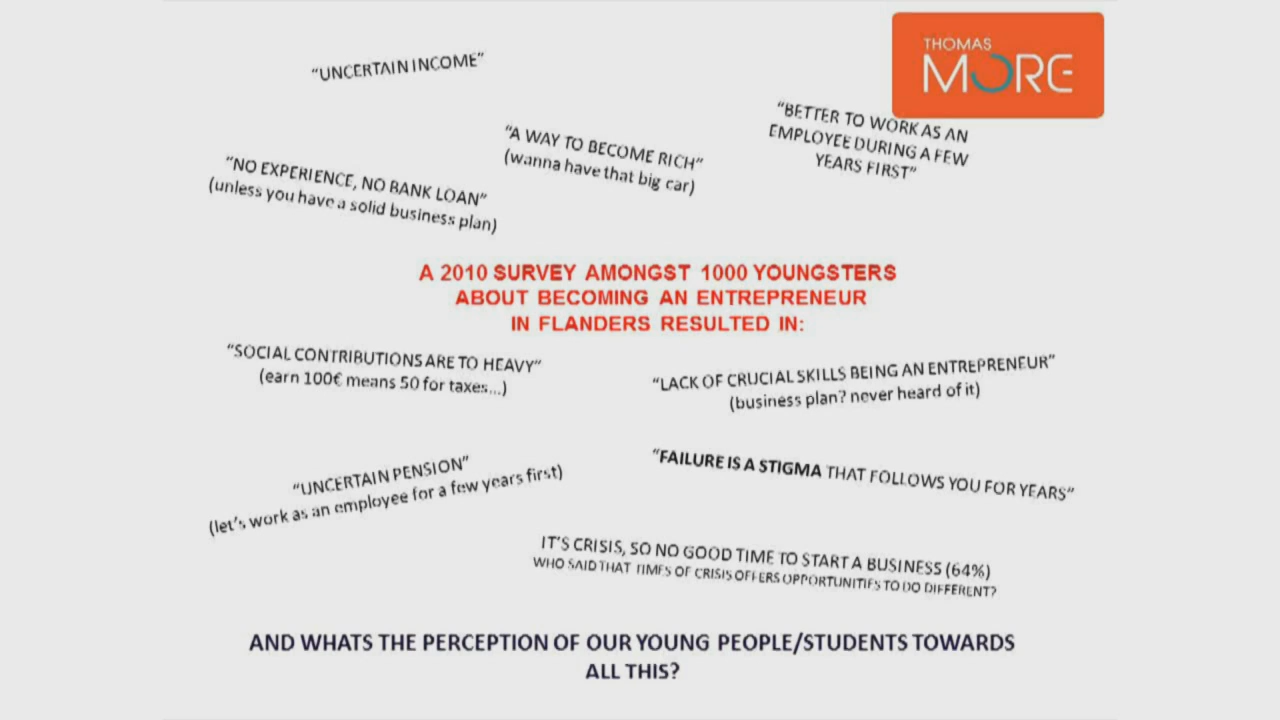 THOMAS
MORE
"UNCERTAIN INCOME"
"BETTER TO WORK AS AN
EMPLOYEE DURING A FEW
YEARS FIRST"
"A WAY TO BECOME RICH"
(wanna have that big car)
"NO EXPERIENCE, NO BANK LOAN"
(unless you have a solid business plan)
A 2010 SURVEY AMONGST 1000 YOUNGSTERS
ABOUT BECOMING AN ENTREPRENEUR
IN FLANDERS RESULTED IN:
"SOCIAL CONTRIBUTIONS ARE TO HEAVY"
(earn 100€ means 50 for taxes...)
"LACK OF CRUCIAL SKILLS BEING AN ENTREPRENEUR"
(business plan? never heard of it)
"UNCERTAIN PENSION"
(let's work as an employee for a few years first)
"FAILURE IS A STIGMA THAT FOLLOWS YOU FOR YEARS"
IT'S CRISIS, SO NO GOOD TIME TO START A BUSINESS (64%)
WHO SAID THAT TIMES OF CRISIS OFFERS OPPORTUNITIES TO DO DIFFERENT?
AND WHATS THE PERCEPTION OF OUR YOUNG PEOPLE/STUDENTS TOWARDS
ALL THIS?